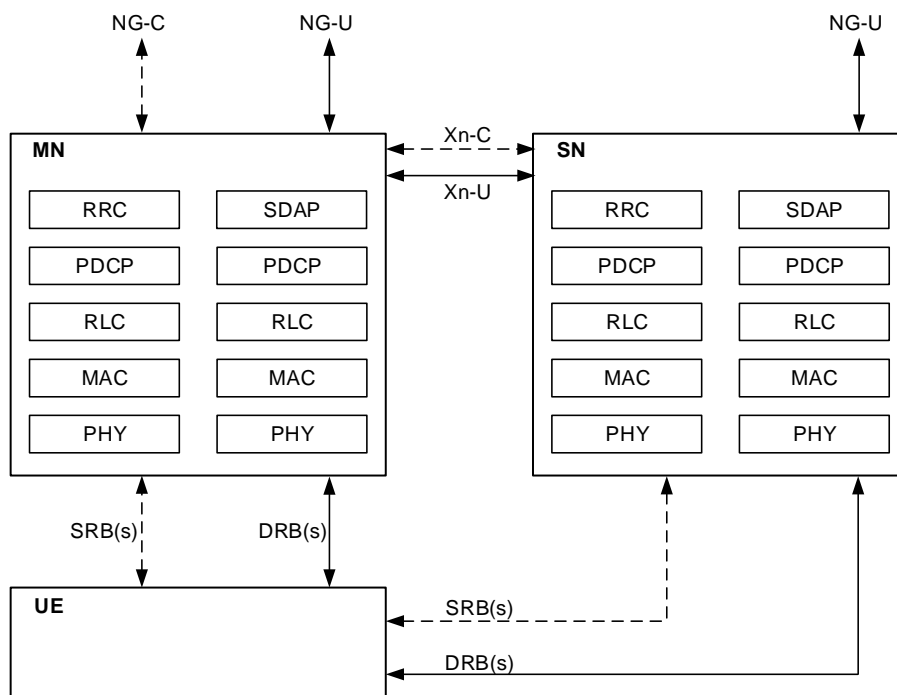 NG-C
NG-U
NG-U
MN
Xn-C
SN
Xn-U
RRC
SDAP
RRC
SDAP
PDCP
PDCP
PDCP
PDCP
RLC
RLC
RLC
RLC
MAC
MAC
MAC
MAC
PHY
PHY
PHY
PHY
SRB(s)
DRB(s)
UE
SRB(s)
DRB(s)